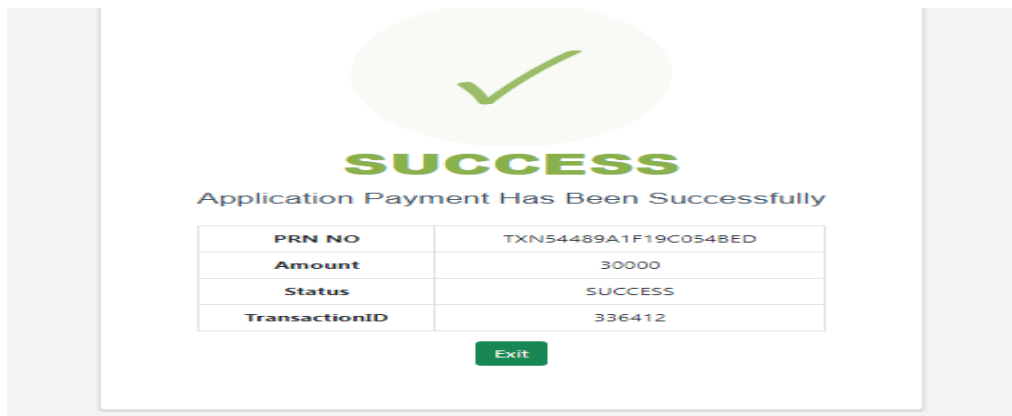 SUCCESS
Application Payment Has Been Successfully
PRN NO TXN54489A1F19C054BED
Amount 30000
Status SUCCESS
TransactionID 336412
Exit